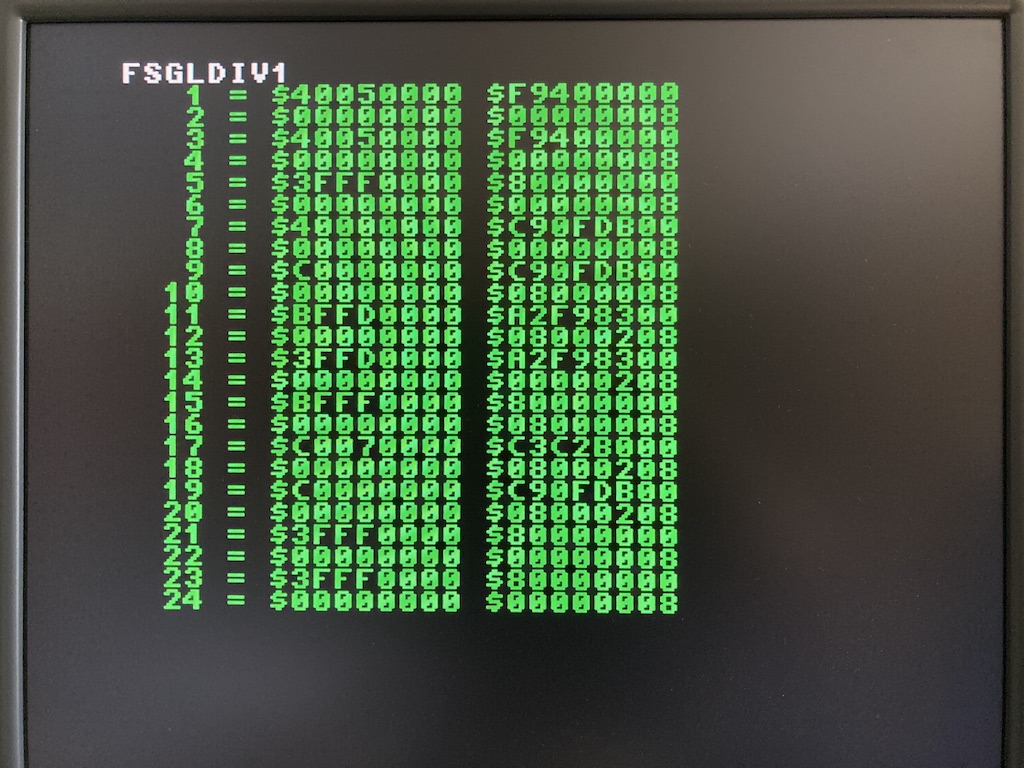 FSGLDIV1
1 = $40050000 $F9400000
2 = $00000000 $00000008
3 = $40050000 $F9400000
4 = $00000000 $00000008
5 = $3FFF0000 $80000000
6 = $00000000 $00000008
7 = $40000000 $C90FDB00
8 = $00000000 $00000008
9 = $C0000000 $C90FDB00
10 = $00000000 $08000008
11 = $BFFD0000 $A2F98300
12 = $00000000 $08000208
13 = $3FFD0000 $A2F98300
14 = $00000000 $00000208
15 = $BFFF0000 $80000000
16 = $00000000 $08000008
17 = $C0070000 $C3C2B000
18 = $00000000 $08000208
19 = $C0000000 $C90FDB00
20 = $00000000 $08000208
21 = $3FFF0000 $80000000
22 = $00000000 $00000008
23 = $3FFF0000 $80000000
24 = $00000000 $00000008